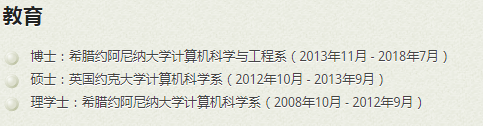 教育
博士：希腊约阿尼纳大学计算机科学与工程系（2013年11月 - 2018年7月）
硕士：英国约克大学计算机科学系（2012年10月 - 2013年9月）
理学士：希腊约阿尼纳大学计算机科学系（2008年10月 - 2012年9月）